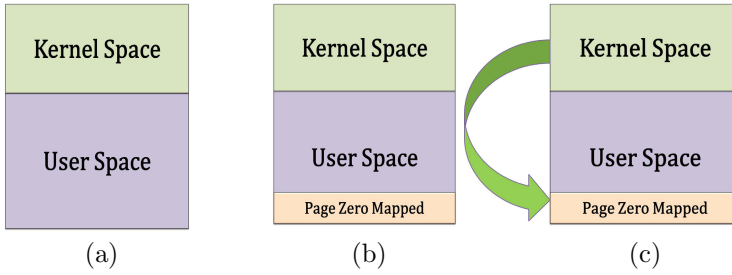 Kernel Space
User Space
(a)
Kernel Space
User Space
Page Zero Mapped
(b)
Kernel Space
User Space
Page Zero Mapped
(c)